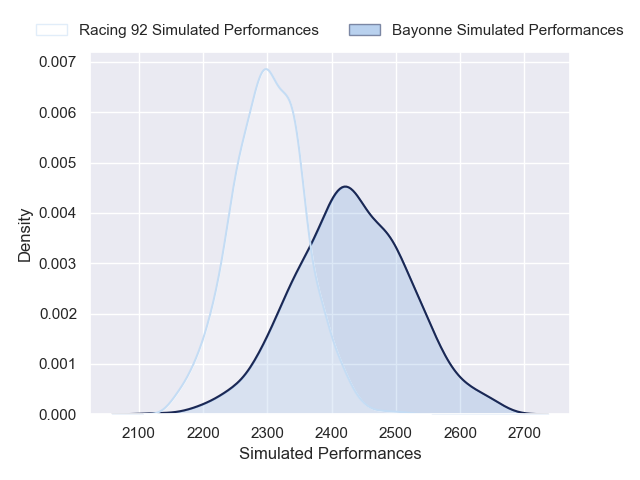 Racing 92 Simulated Performances
Bayonne Simulated Performances
0.007
0.006
0.005
0.004
0.003
0.002
0.001
0.000
Density
2100 2200 2300 2400 2500 2600 2700
Simulated Performances